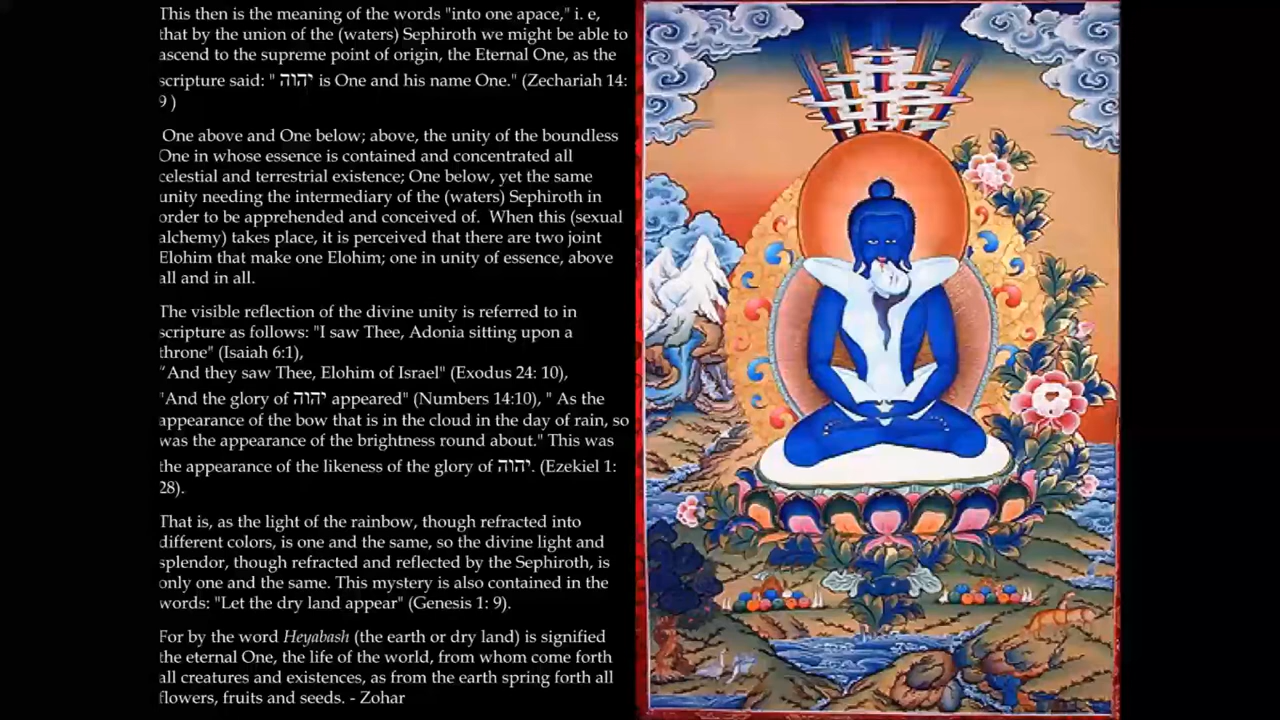 This then is the meaning of the words "into one apace," i. e,
that by the union of the (waters) Sephiroth we might be able to
ascend to the supreme point of origin, the Eternal One, as the
scripture said: " יהוה is One and his name One." (Zechariah 14:
9 )
One above and One below; above, the unity of the boundless
One in whose essence is contained and concentrated all
celestial and terrestrial existence; One below, yet the same
unity needing the intermediary of the (waters) Sephiroth in
order to be apprehended and conceived of. When this (sexual
alchemy) takes place, it is perceived that there are two joint
Elohim that make one Elohim; one in unity of essence, above
all and in all.
The visible reflection of the divine unity is referred to in
scripture as follows: "I saw Thee, Adonia sitting upon a
throne" (Isaiah 6:1),
"And they saw Thee, Elohim of Israel" (Exodus 24: 10),
"And the glory of יהוה appeared" (Numbers 14:10), " As the
appearance of the bow that is in the cloud in the day of rain, so
was the appearance of the brightness round about." This was
the appearance of the likeness of the glory of יהוה. (Ezekiel 1:
28).
That is, as the light of the rainbow, though refracted into
different colors, is one and the same, so the divine light and
splendor, though refracted and reflected by the Sephiroth, is
only one and the same. This mystery is also contained in the
words: "Let the dry land appear" (Genesis 1: 9).
For by the word Heyabash (the earth or dry land) is signified
the eternal One, the life of the world, from whom come forth
all creatures and existences, as from the earth spring forth all
flowers, fruits and seeds. - Zohar